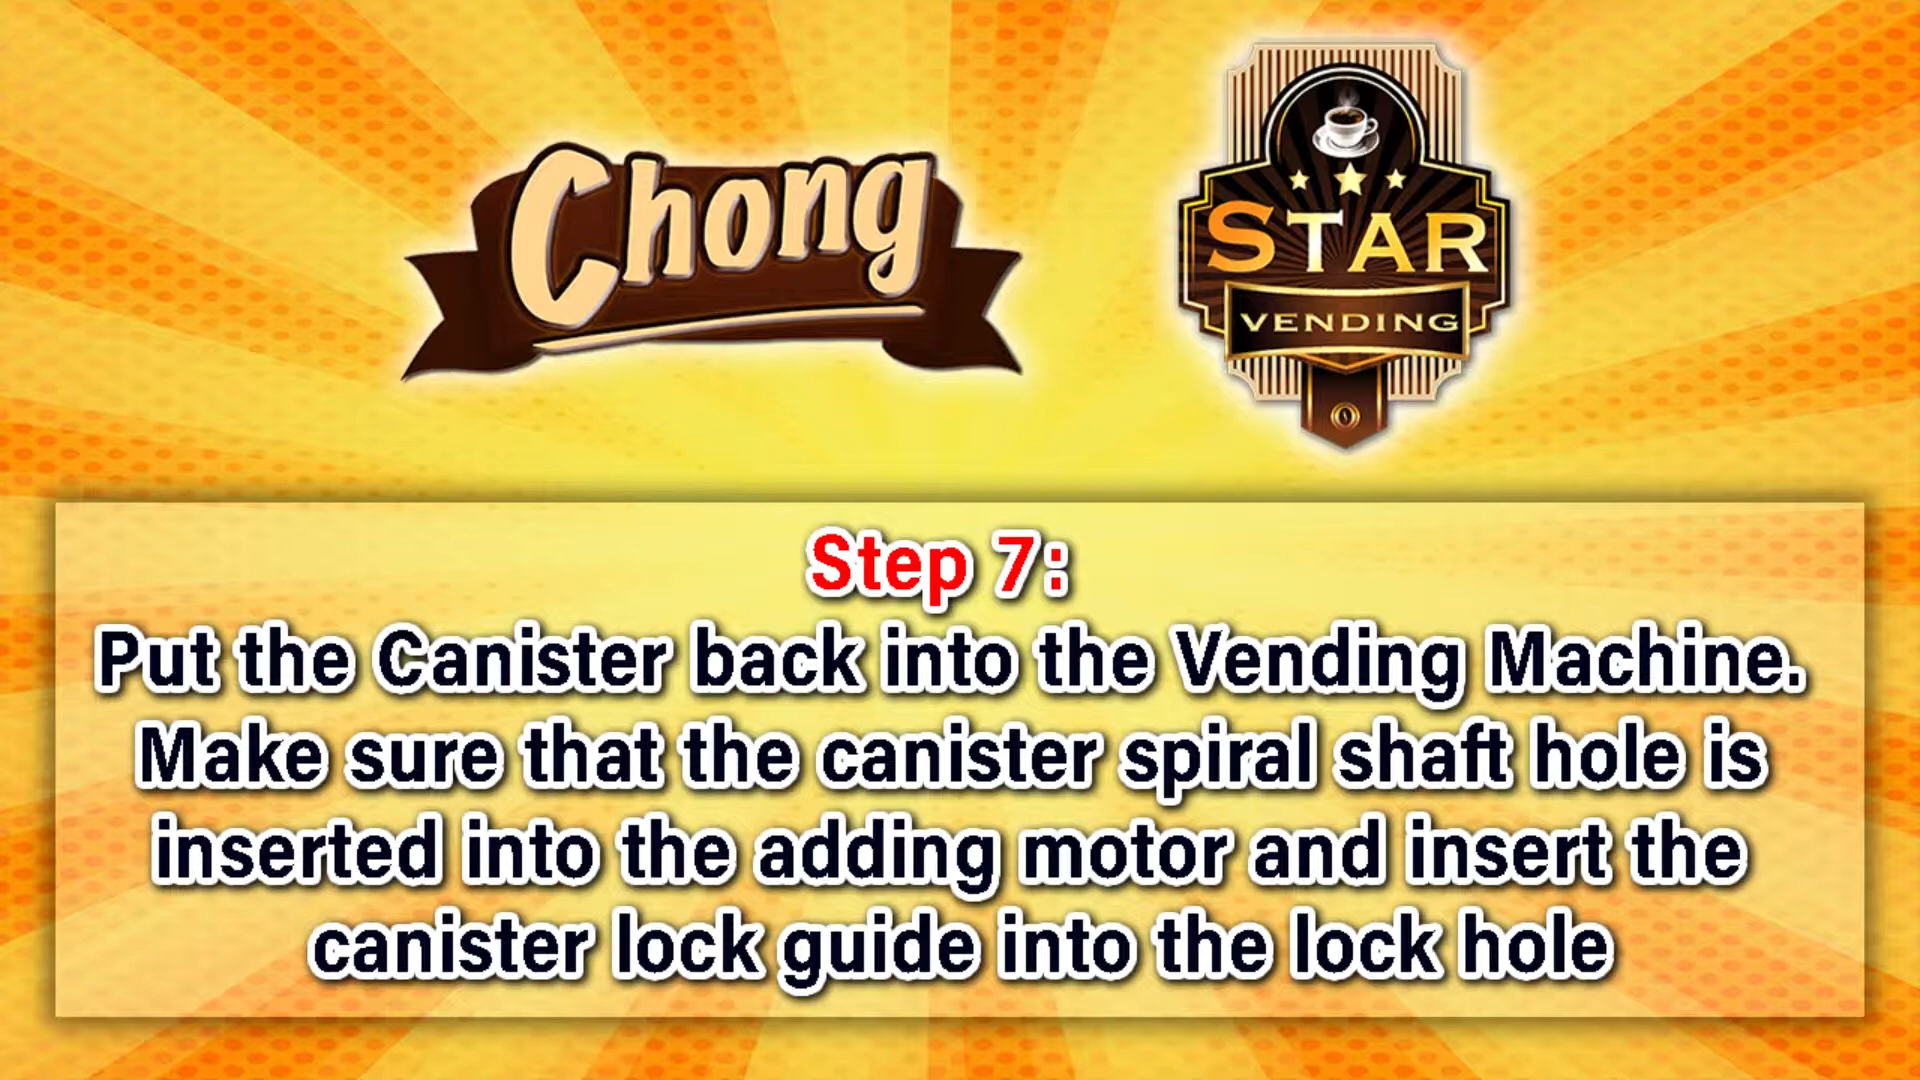 Chong
STAR
VENDING
Step 7:
Put the Canister back into the Vending Machine.
Make sure that the canister spiral shaft hole is
inserted into the adding motor and insert the
canister lock guide into the lock hole